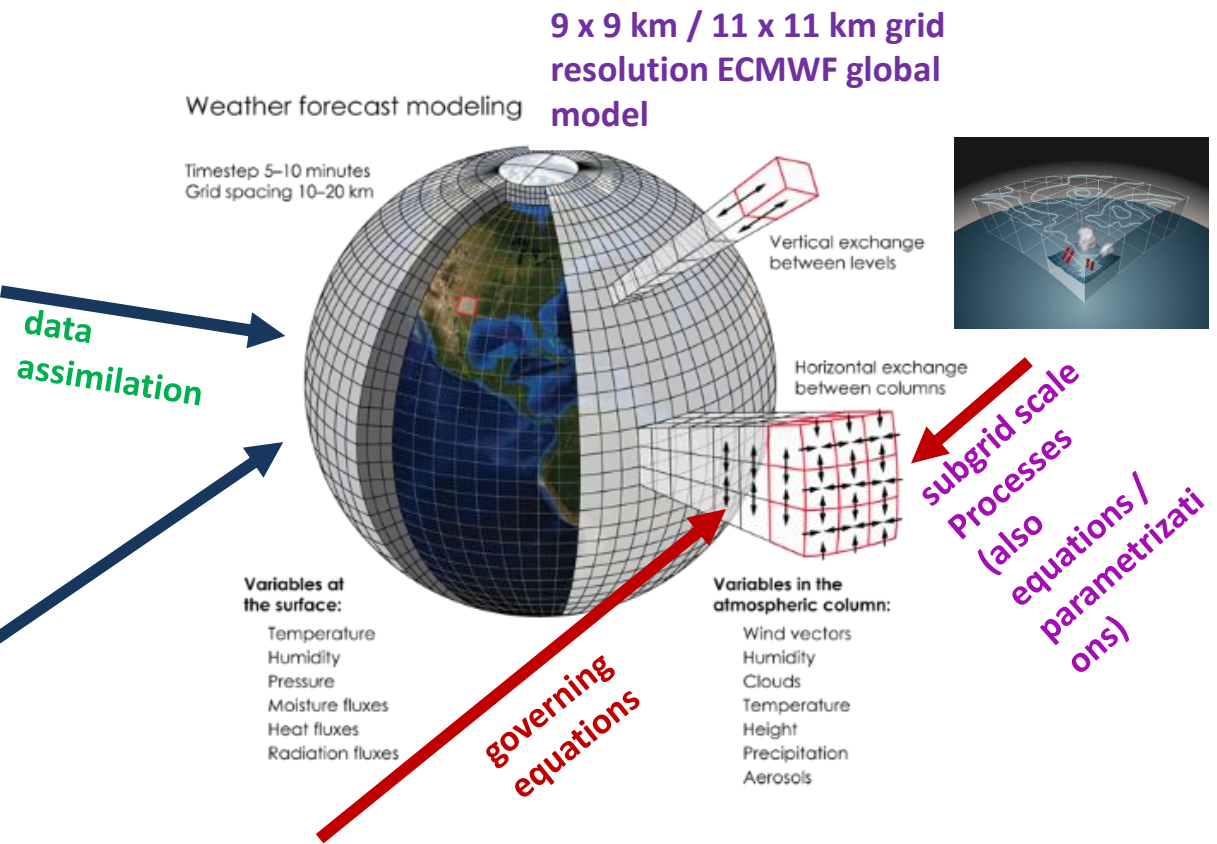 9 x 9 km / 11 x 11 km grid
resolution ECMWF global
model
Weather forecast modeling
Timestep 5–10 minutes
Grid spacing 10–20 km
Vertical exchange
between levels
data
assimilation
Horizontal exchange
between columns
subgrid scale
Processes
(also
equations /
parametrizati
ons)
Variables at
the surface:
Temperature
Humidity
Pressure
Moisture fluxes
Heat fluxes
Radiation fluxes
governing
equations
Variables in the
atmospheric column:
Wind vectors
Humidity
Clouds
Temperature
Height
Precipitation
Aerosols